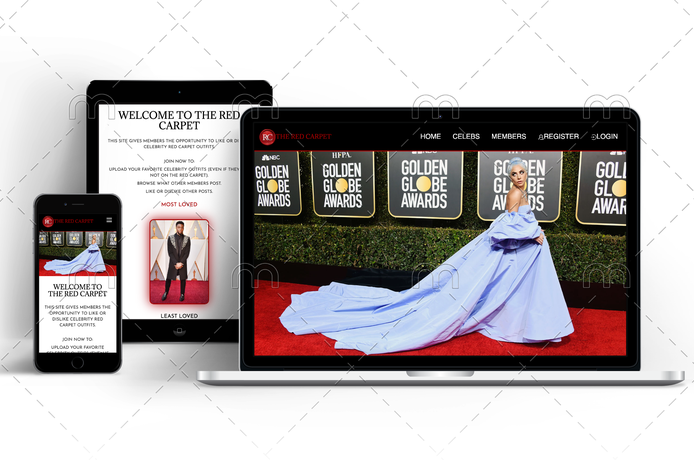 WELCOME TO THE RED
CARPET
THIS SITE GIVES MEMBERS THE OPPORTUNITY TO LIKE OR DI
CELEBRITY RED CARPET OUTFITS.
JOIN NOW TO:
UPLOAD YOUR FAVORITE CELEBRITY OUTFITS (EVEN IF THEY
NOT ON THE RED CARPET).
BROWSE WHAT OTHER MEMBERS POST.
LIKE OR DISLIKE OTHER POSTS.
MOST LOVED
LEAST LOVED
RC THE RED CARPET
WELCOME TO
THE RED CARPET
THIS SITE GIVES MEMBERS THE
OPPORTUNITY TO LIKE OR
DISLIKE CELEBRITY RED
CARPET OUTFITS.
JOIN NOW TO:
UPLOAD YOUR FAVORITE
RC THE RED CARPET
HOME CELEBS MEMBERS REGISTER LOGIN
NBC HFPA
GOLDEN GLOBE AWARDS
GOLDEN GLOBE AWARDS
GOLDEN GLOBE AWARDS
GOLDEN GLOBE AWARDS